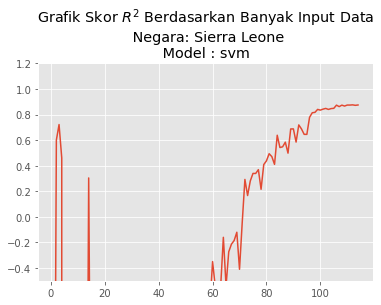 Grafik Skor R² Berdasarkan Banyak Input Data
Negara: Sierra Leone
Model : svm
1.2
1.0
0.8
0.6
0.4
0.2
0.0
−0.2
−0.4
0 20 40 60 80 100